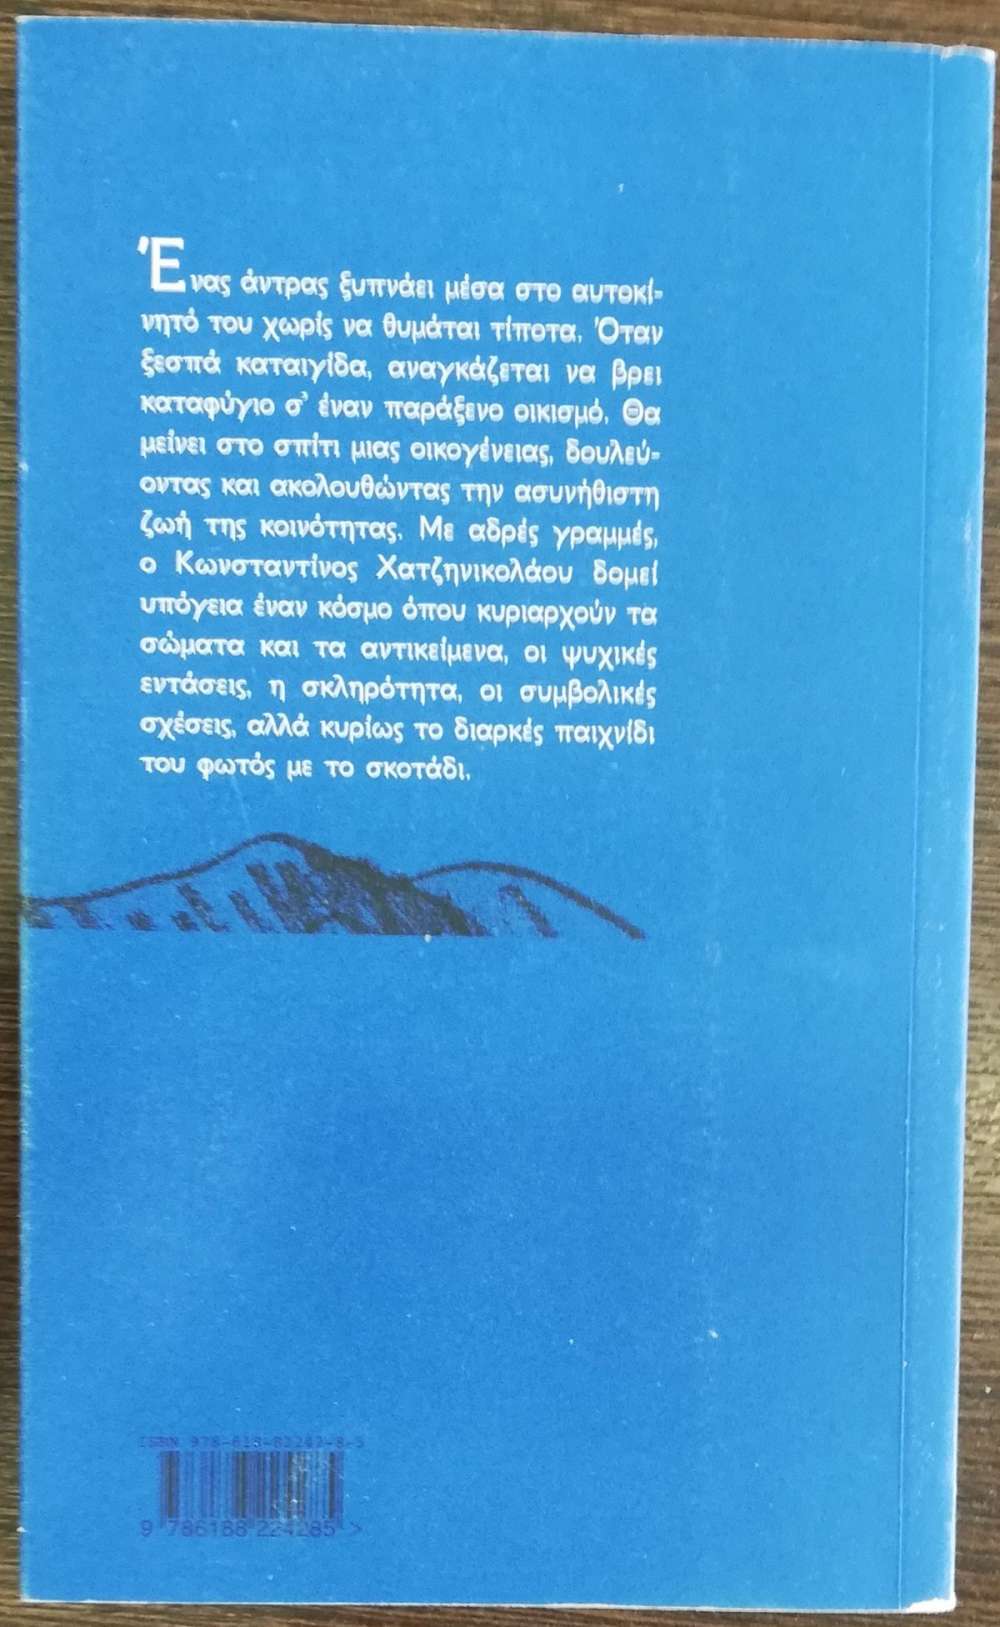 Ένας άντρας ξυπνάει μέσα στο αυτοκί-
νητό του χωρίς να θυμάται τίποτα. Όταν
ξεσπά καταιγίδα, αναγκάζεται να βρει
καταφύγιο σ' έναν παράξενο οικισμό. Θα
μείνει στο σπίτι μιας οικογένειας, δουλεύ-
οντας και ακολουθώντας την ασυνήθιστη
ζωή της κοινότητας. Με αδρές γραμμές,
ο Κωνσταντίνος Χατζηνικολάου δομεί
υπόγεια έναν κόσμο όπου κυριαρχούν τα
σώματα και τα αντικείμενα, οι ψυχικές
εντάσεις, η σκληρότητα, οι συμβολικές
σχέσεις, αλλά κυρίως το διαρκές παιχνίδι
του φωτός με το σκοτάδι.
ISBN
9 786188 224285 >